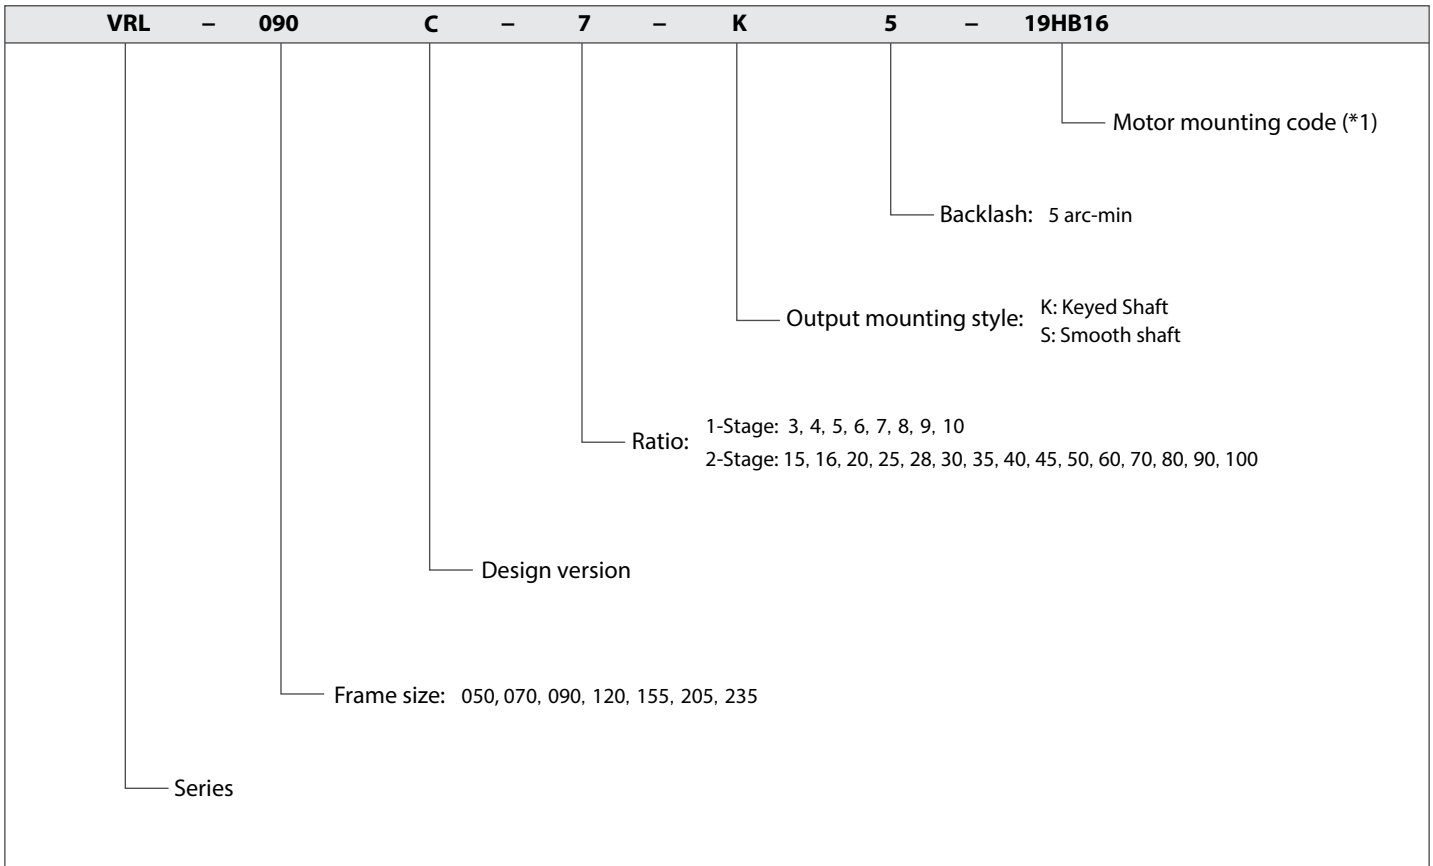 VRL – 090 C – 7 – K 5 – 19HB16
Motor mounting code (*1)
Backlash: 5 arc-min
Output mounting style: K: Keyed Shaft
S: Smooth shaft
Ratio: 1-Stage: 3, 4, 5, 6, 7, 8, 9, 10
2-Stage: 15, 16, 20, 25, 28, 30, 35, 40, 45, 50, 60, 70, 80, 90, 100
Design version
Frame size: 050, 070, 090, 120, 155, 205, 235
Series